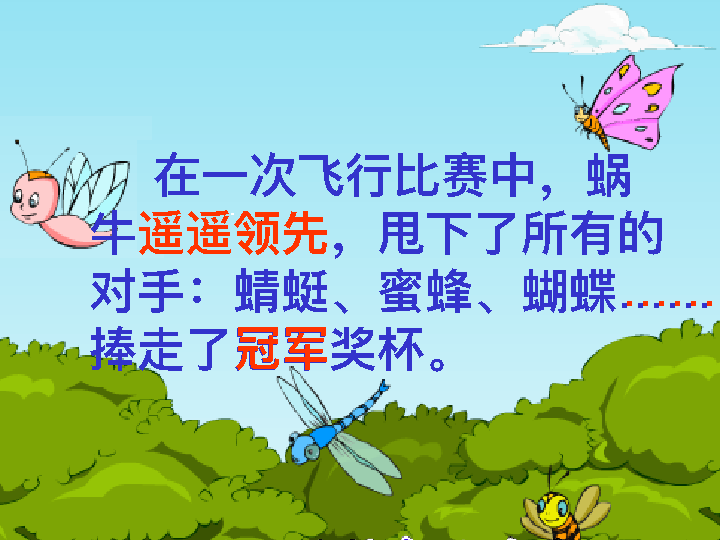 在一次飞行比赛中，蜗
牛遥遥领先，甩下了所有的
对手：蜻蜓、蜜蜂、蝴蝶……
捧走了冠军奖杯。